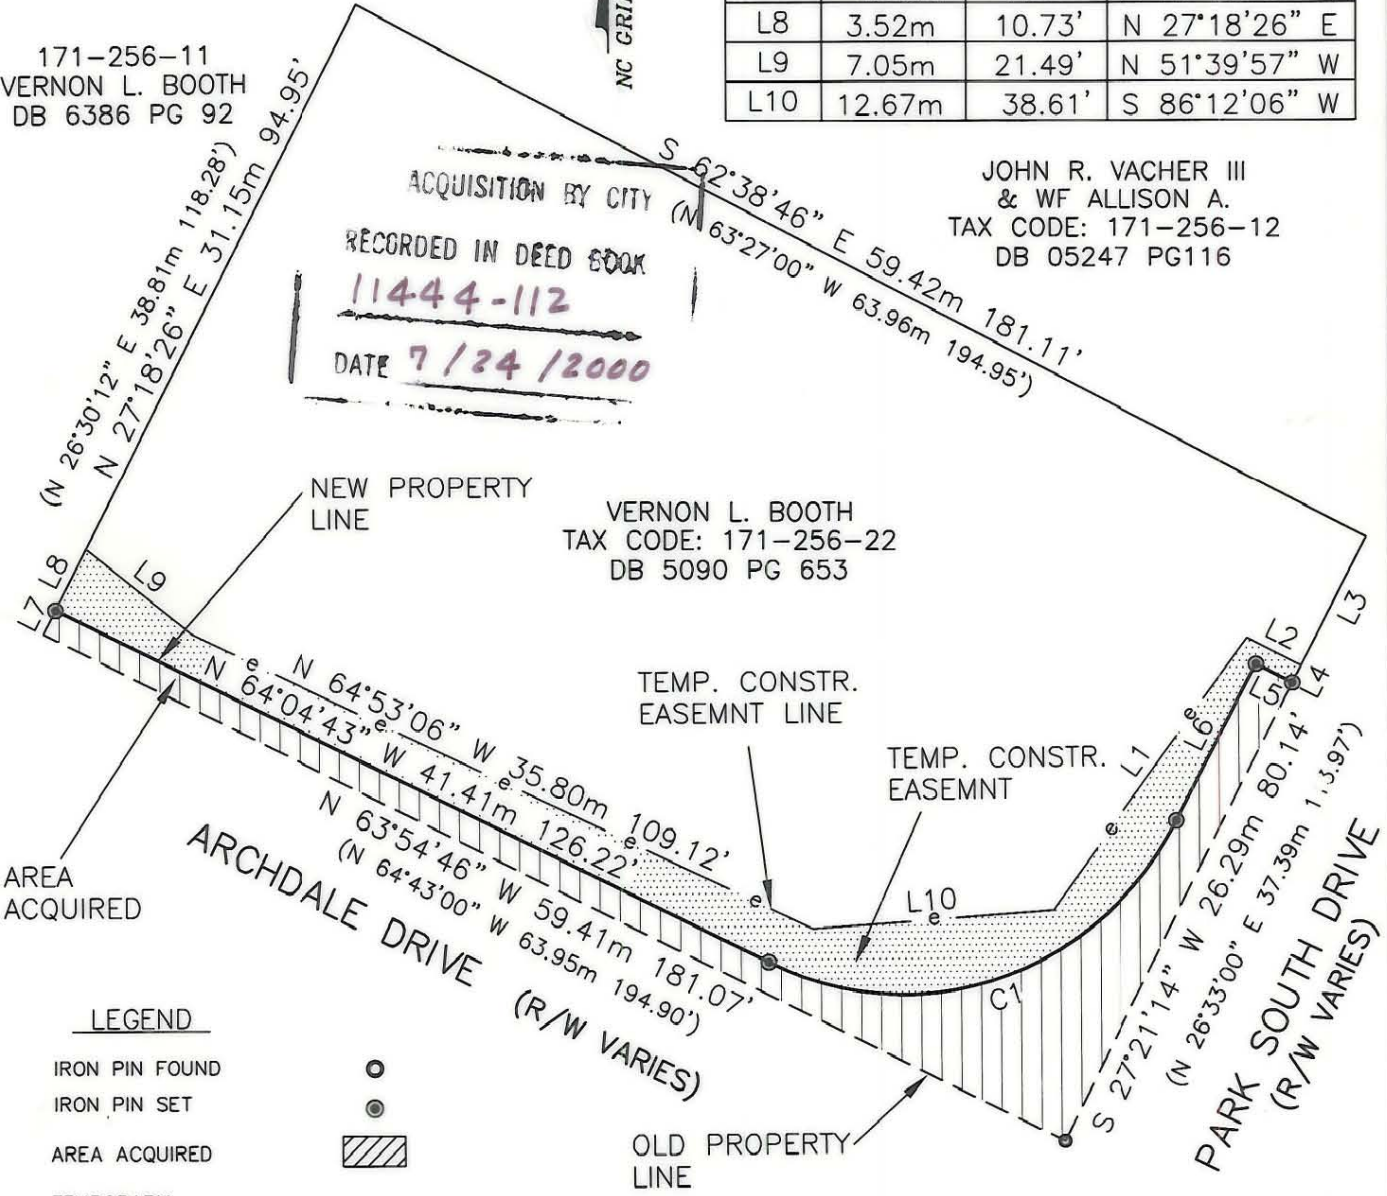 171-256-11
VERNON L. BOOTH
DB 6386 PG 92
NC GRI
L8 3.52m 10.73' N 27°18'26" E
L9 7.05m 21.49' N 51°39'57" W
L10 12.67m 38.61' S 86°12'06" W
JOHN R. VACHER III
& WF ALLISON A.
TAX CODE: 171-256-12
DB 05247 PG116
S 62°38'46" E 59.42m 181.11'
(N 63°27'00" W 63.96m 194.95')
(N 26°30'12" E 38.81m 118.28')
N 27°18'26" E 31.15m 94.95'
ACQUISITION BY CITY
RECORDED IN DEED BOOK
11444-112
DATE 7/24/2000
NEW PROPERTY
LINE
VERNON L. BOOTH
TAX CODE: 171-256-22
DB 5090 PG 653
L8
L9
L7
L3
L2
L4
L5
L6
L1
L10
C1
e
e
e
e
e
e
e
e
N 64°53'06" W 35.80m 109.12'
N 64°04'43" W 41.41m 126.22'
N 63°54'46" W 59.41m 181.07'
(N 64°43'00" W 63.95m 194.90')
TEMP. CONSTR.
EASEMNT LINE
TEMP. CONSTR.
EASEMNT
AREA
ACQUIRED
ARCHDALE DRIVE (R/W VARIES)
S 27°21'14" W 26.29m 80.14'
(N 26°33'00" E 37.39m
PARK SOUTH DRIVE
(R/W VARIES)
OLD PROPERTY
LINE
LEGEND
IRON PIN FOUND
IRON PIN SET
AREA ACQUIRED